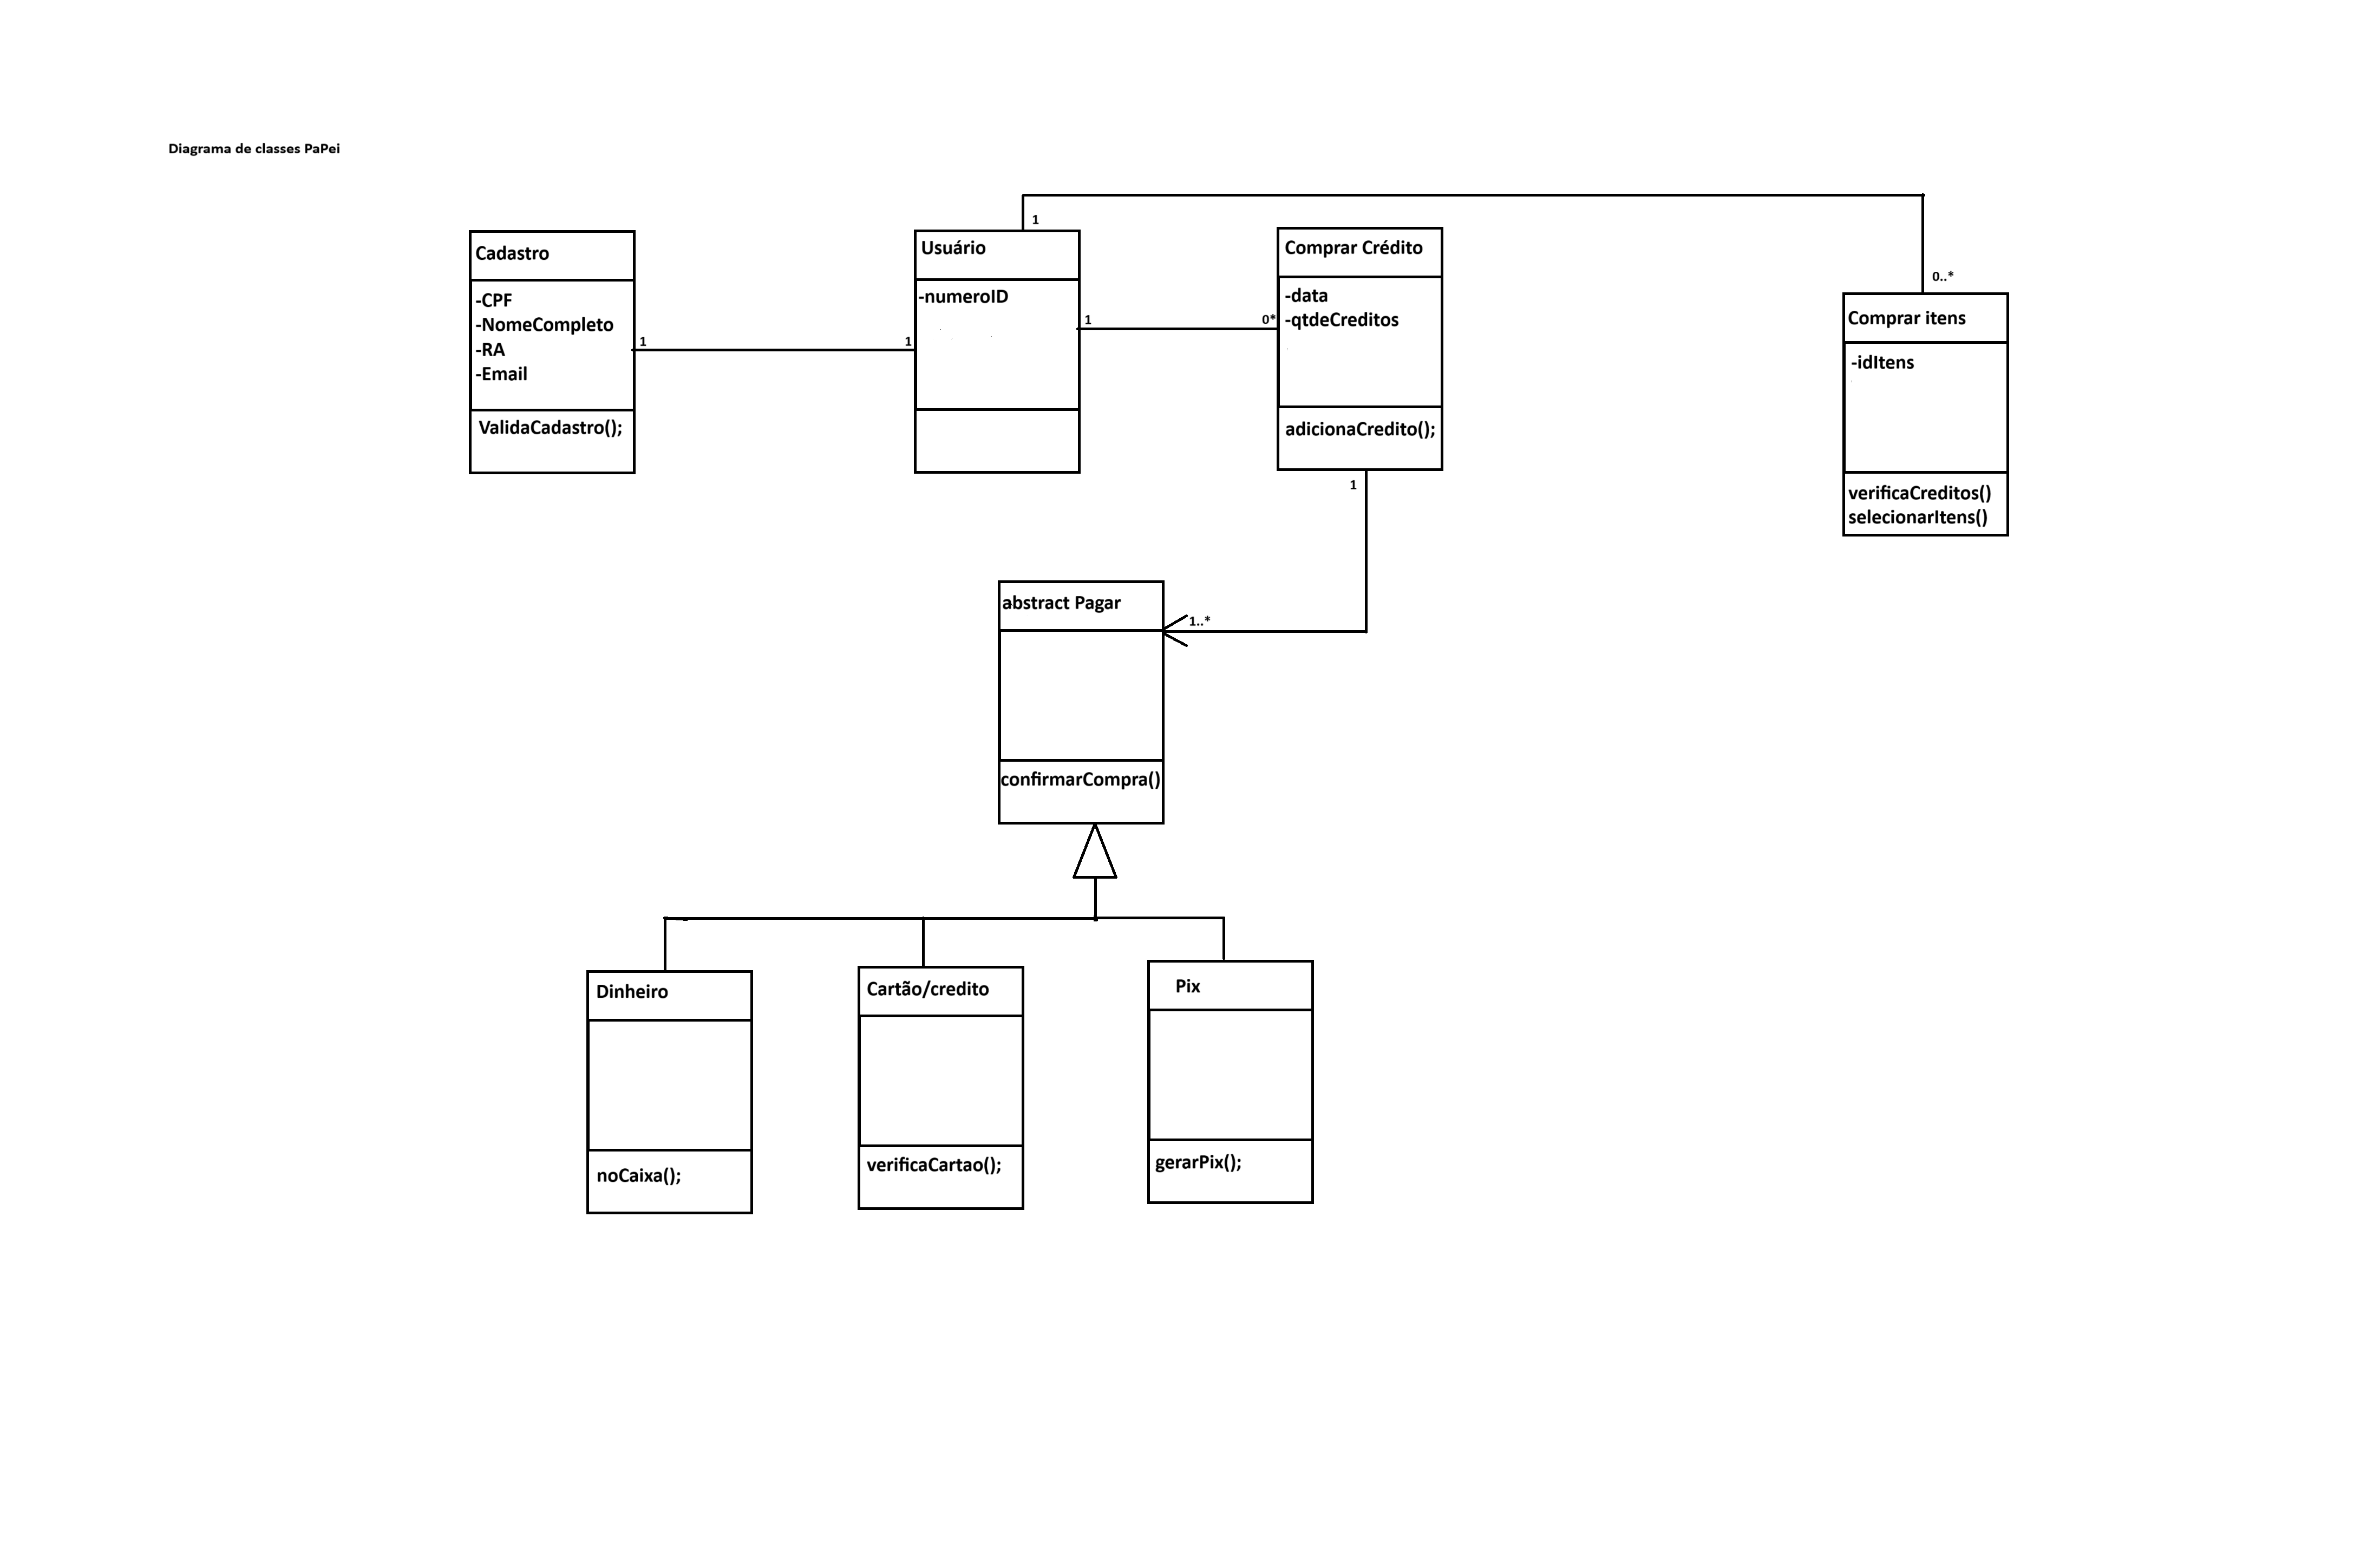 Diagrama de classes PaPei
1
Cadastro
-CPF
-NomeCompleto
-RA
-Email
ValidaCadastro();
1
1
Usuário
-numeroID
1
0*
Comprar Crédito
-data
-qtdeCreditos
adicionaCredito();
0..*
Comprar itens
-idItens
verificaCreditos()
selecionarItens()
1
1..*
abstract Pagar
confirmarCompra()
Dinheiro
noCaixa();
Cartão/credito
verificaCartao();
Pix
gerarPix();